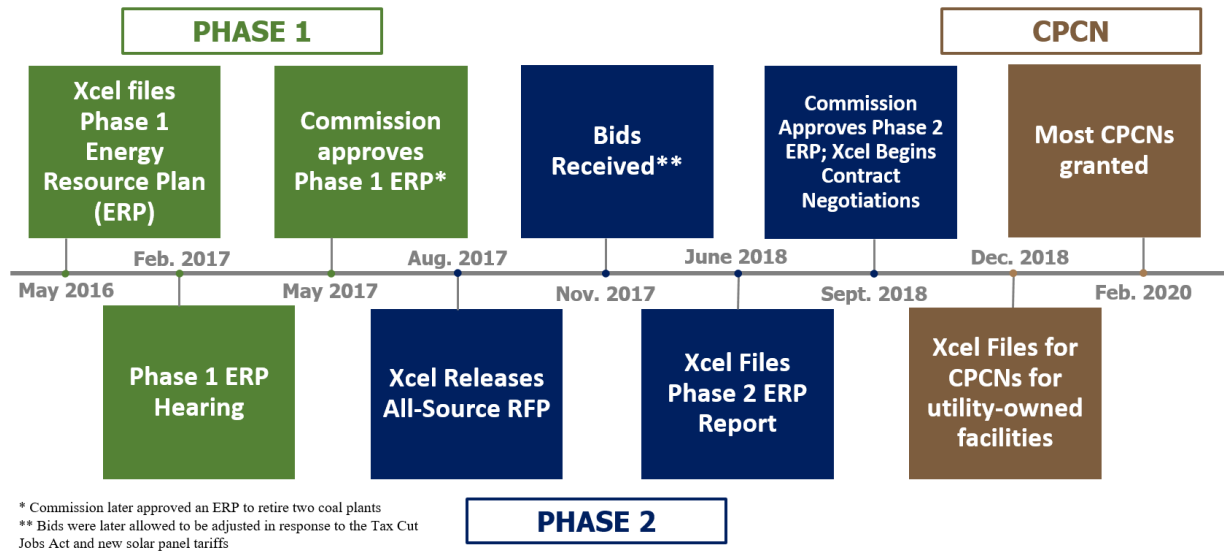 PHASE 1
CPCN
Xcel files
Phase 1
Energy
Resource Plan
(ERP)
Commission
approves
Phase 1 ERP*
Bids
Received**
Commission
Approves Phase 2
ERP; Xcel Begins
Contract
Negotiations
Most CPCNs
granted
Feb. 2017
Aug. 2017
June 2018
Dec. 2018
May 2016
May 2017
Nov. 2017
Sept. 2018
Feb. 2020
Phase 1 ERP
Hearing
Xcel Releases
All-Source RFP
Xcel Files
Phase 2 ERP
Report
Xcel Files for
CPCNs for
utility-owned
facilities
* Commission later approved an ERP to retire two coal plants
** Bids were later allowed to be adjusted in response to the Tax Cut
Jobs Act and new solar panel tariffs
PHASE 2